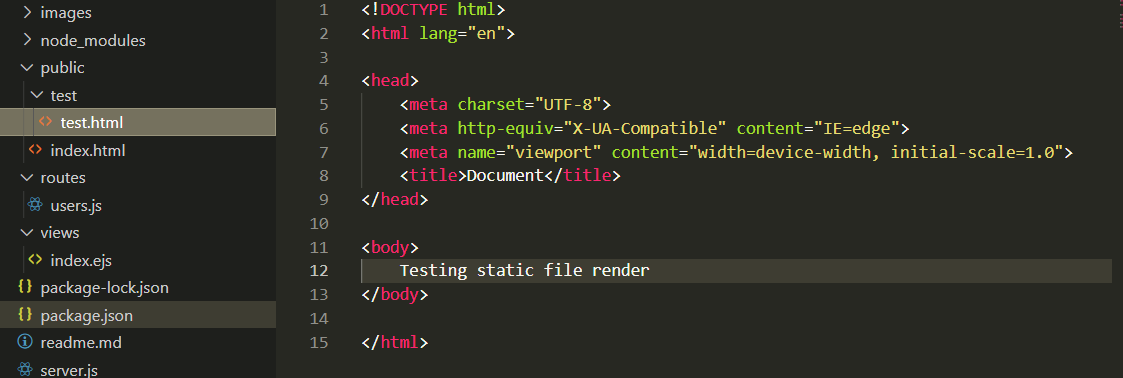 images
node_modules
public
test
test.html
index.html
routes
users.js
views
index.ejs
package-lock.json
package.json
readme.md
server.js
1 <!DOCTYPE html>
2 <html lang="en">
3
4 <head>
5 <meta charset="UTF-8">
6 <meta http-equiv="X-UA-Compatible" content="IE=edge">
7 <meta name="viewport" content="width=device-width, initial-scale=1.0">
8 <title>Document</title>
9 </head>
10
11 <body>
12 Testing static file render
13 </body>
14
15 </html>